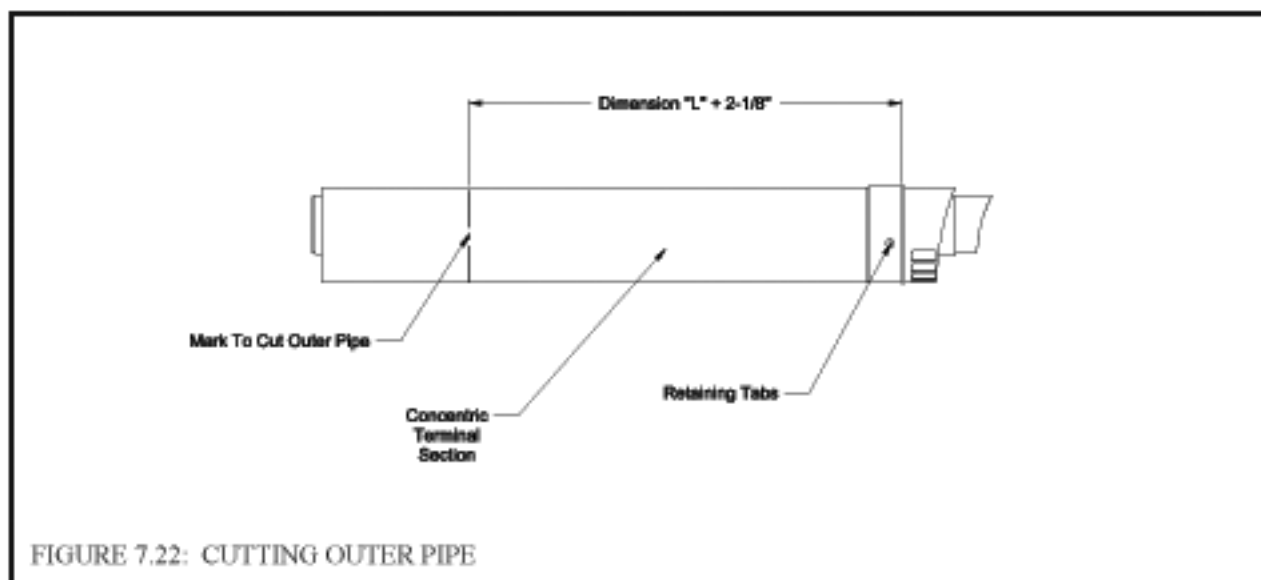 Dimension "L" + 2-1/8"
Mark To Cut Outer Pipe
Retaining Tabs
Concentric
Terminal
Section
FIGURE 7.22: CUTTING OUTER PIPE